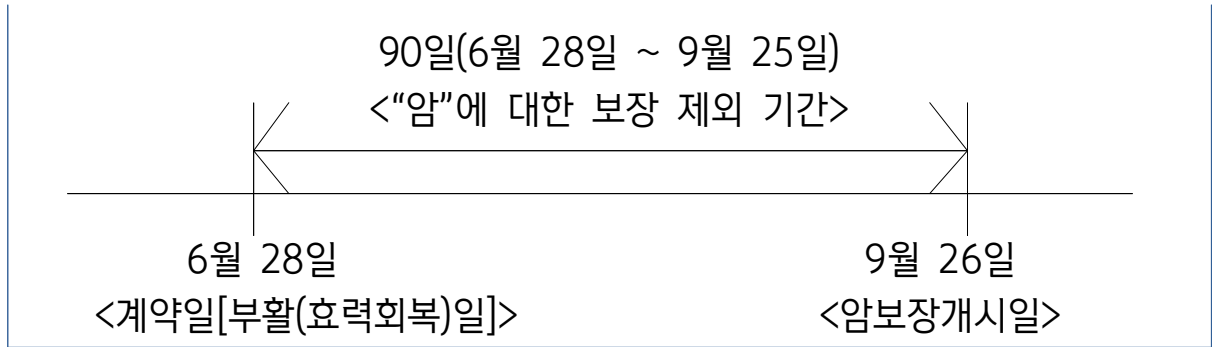 90일(6월 28일 ~ 9월 25일)
<“암”에 대한 보장 제외 기간>
6월 28일
<계약일[부활(효력회복)일]>
9월 26일
<암보장개시일>